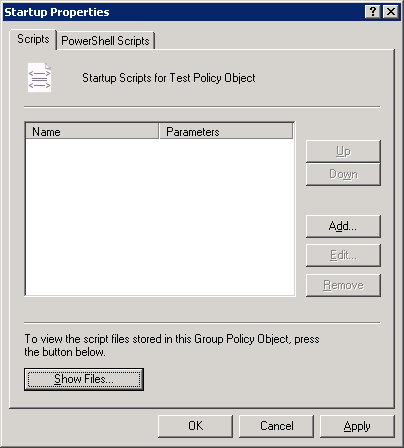 Startup Properties
Scripts
PowerShell Scripts
Startup Scripts for Test Policy Object
Name
Parameters
Up
Down
Add...
Edit...
Remove
To view the script files stored in this Group Policy Object, press
the button below.
Show Files...
OK
Cancel
Apply